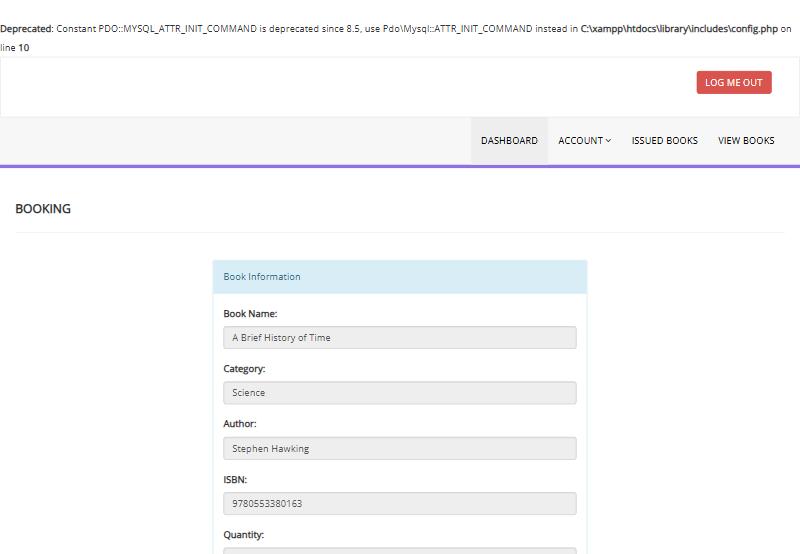 Deprecated: Constant PDO::MYSQL_ATTR_INIT_COMMAND is deprecated since 8.5, use Pdo\Mysql::ATTR_INIT_COMMAND instead in C:\xampp\htdocs\library\includes\config.php on
line 10
LOG ME OUT
DASHBOARD ACCOUNT ISSUED BOOKS VIEW BOOKS
BOOKING
Book Information
Book Name:
A Brief History of Time
Category:
Science
Author:
Stephen Hawking
ISBN:
9780553380163
Quantity: